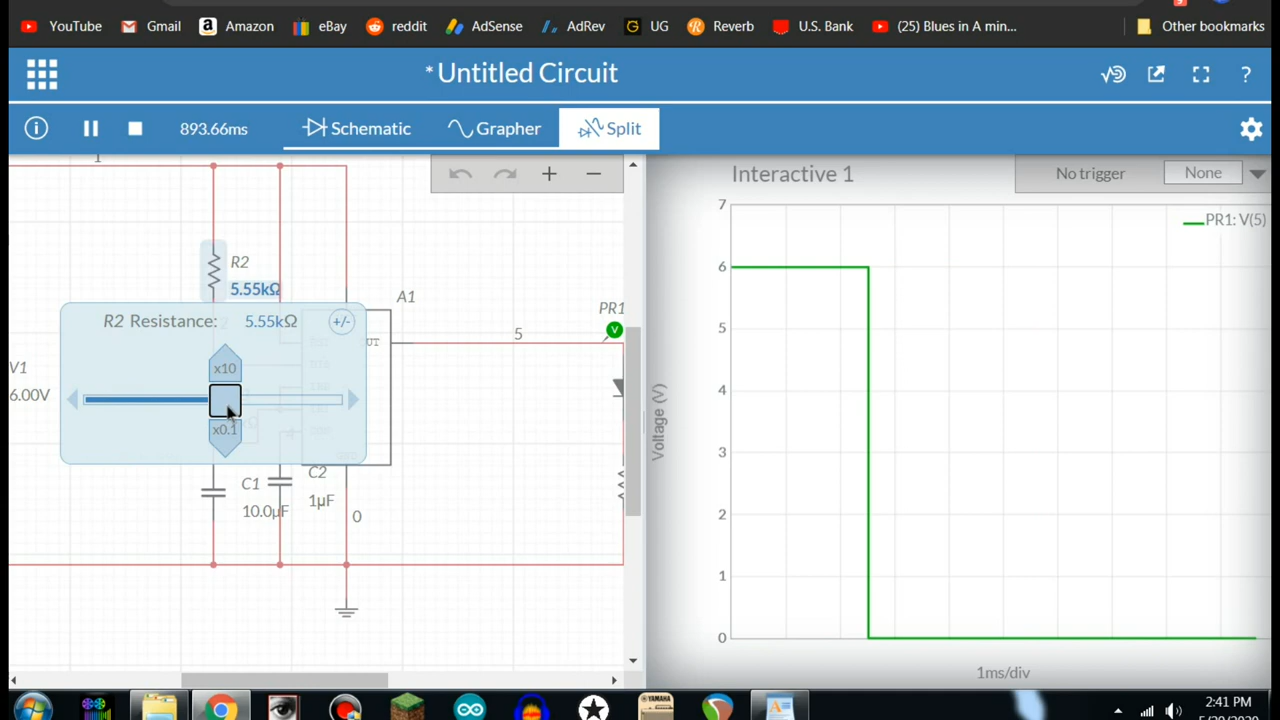 YouTube Gmail Amazon eBay reddit AdSense AdRev UG Reverb U.S. Bank (25) Blues in A min... Other bookmarks
* Untitled Circuit
?
893.66ms Schematic Grapher Split
1
Interactive 1 No trigger None
PR1: V(5)
R2
5.55kΩ
A1
PR1
V
5
R2 Resistance: 5.55kΩ +/-
x10
x0.1
V1
6.00V
C1
10.0µF
C2
1µF
0
7
6
5
4
3
2
1
0
Voltage (V)
1ms/div
2:41 PM